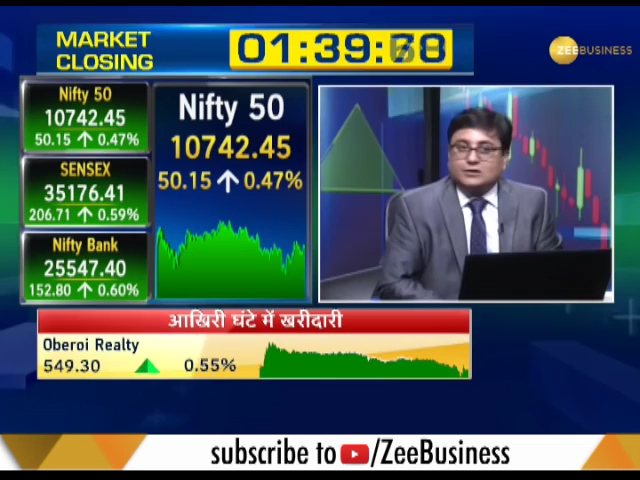 MARKET
CLOSING
01:39:
ZEEBUSINESS
Nifty 50
10742.45
50.15 ↑ 0.47%
SENSEX
35176.41
206.71 ↑ 0.59%
Nifty Bank
25547.40
152.80 ↑ 0.60%
Nifty 50
10742.45
50.15 ↑ 0.47%
आखिरी घंटे में खरीदारी
Oberoi Realty
549.30 ▲ 0.55%
subscribe to /ZeeBusiness